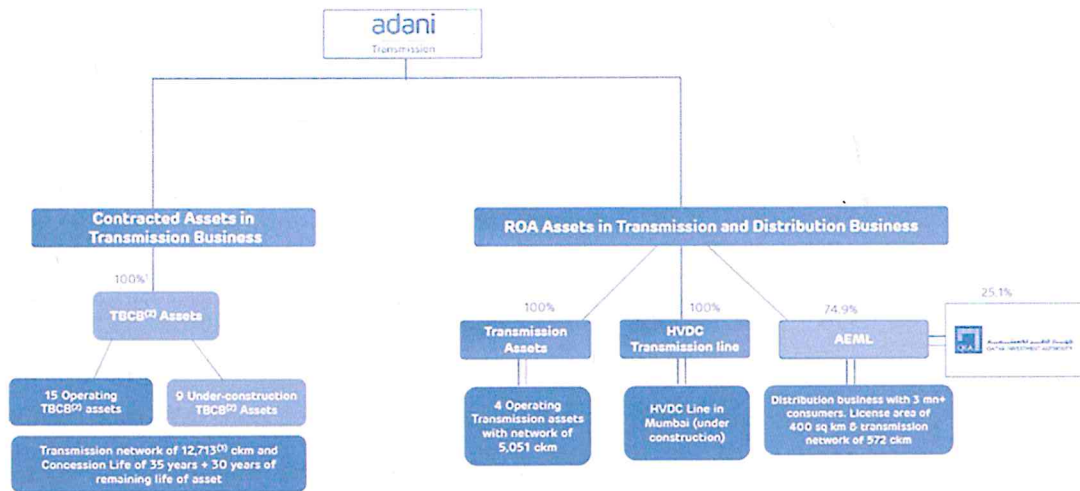 adani
Transmission
Contracted Assets in
Transmission Business
100%¹
TBCB⁽²⁾ Assets
15 Operating
TBCB⁽²⁾ assets
9 Under-construction
TBCB⁽²⁾ Assets
Transmission network of 12,713⁽³⁾ ckm and
Concession Life of 35 years + 30 years of
remaining life of asset
ROA Assets in Transmission and Distribution Business
100%
Transmission
Assets
4 Operating
Transmission assets
with network of
5,051 ckm
100%
HVDC
Transmission line
HVDC Line in
Mumbai (under
construction)
74.9%
AEML
Distribution business with 3 mn+
consumers. License area of
400 sq km & transmission
network of 572 ckm
25.1%
QIA
QATAR INVESTMENT AUTHORITY